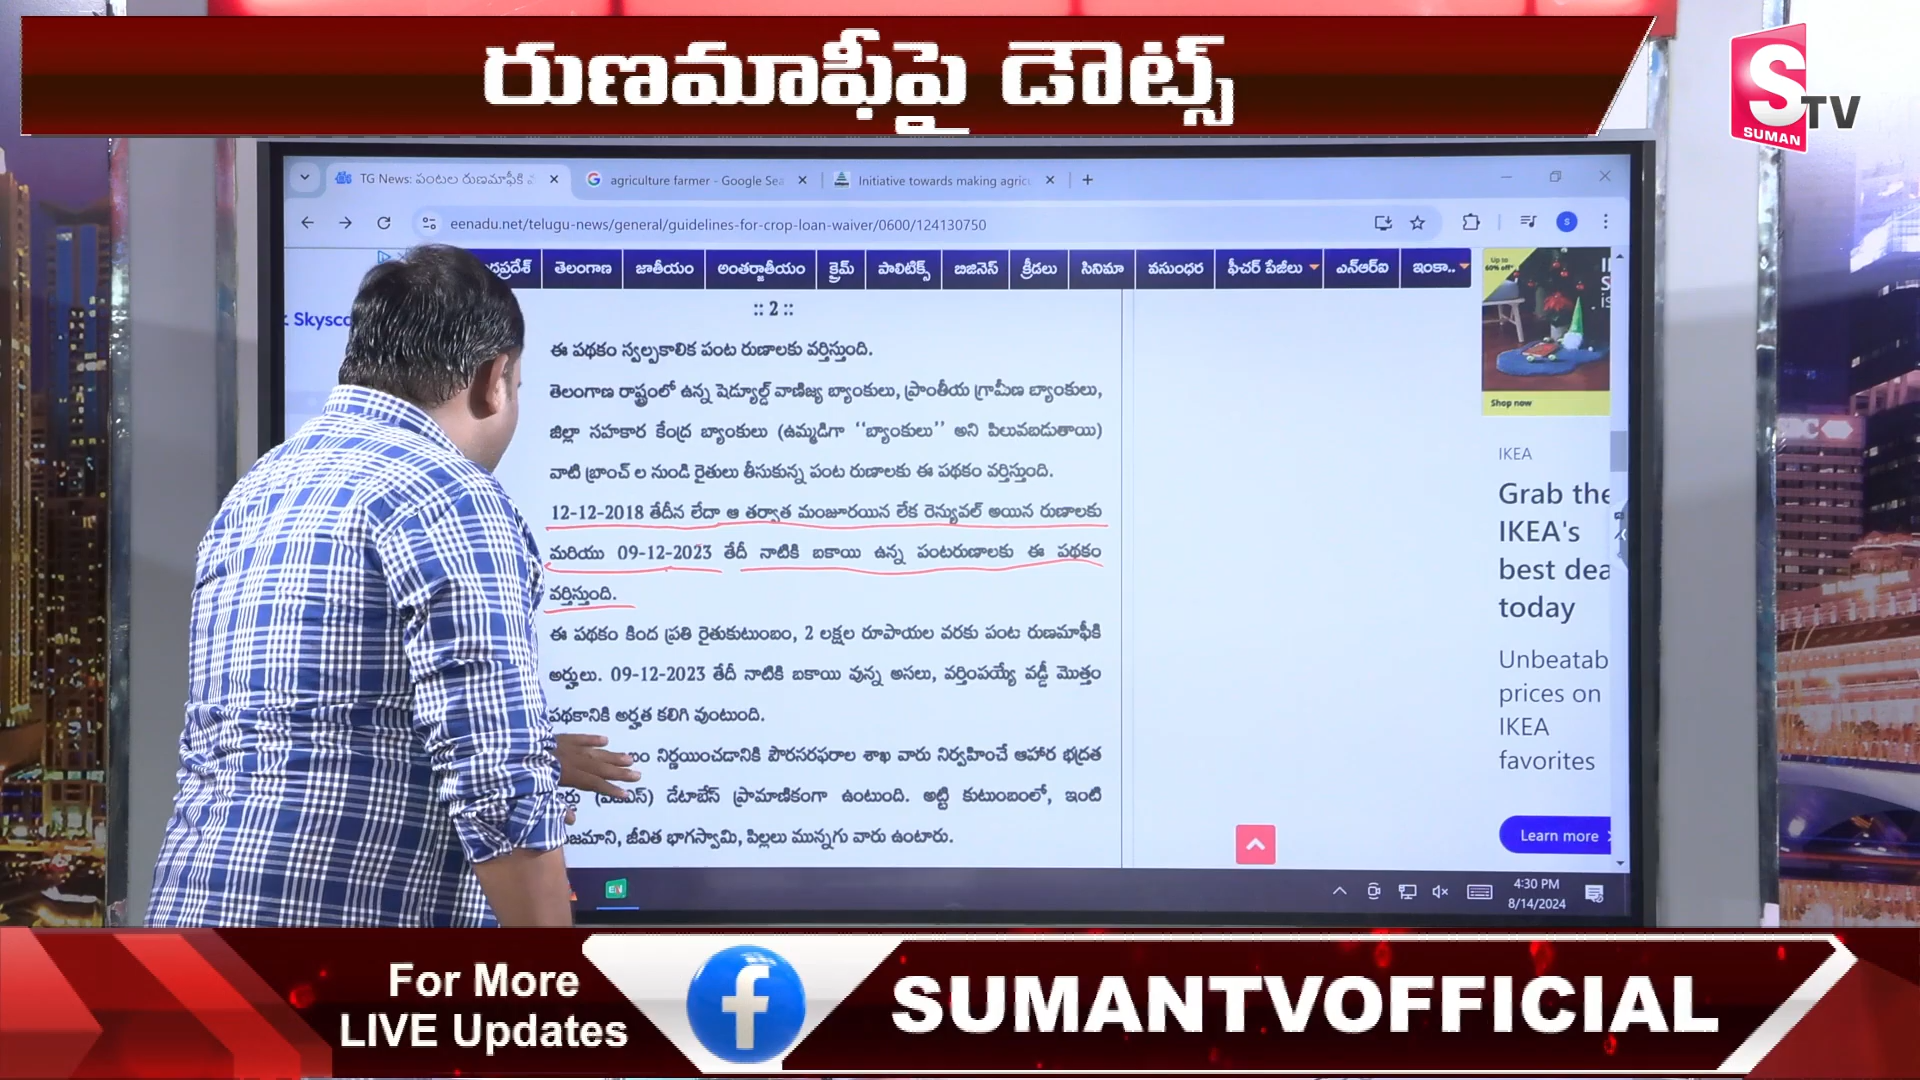 రుణమాఫీపై డౌట్స్
S TV
SUMAN
TG News: పంటల రుణమాఫీకి
agriculture farmer - Google Sea
Initiative towards making agricu
eenadu.net/telugu-news/general/guidelines-for-crop-loan-waiver/0600/124130750
తెలంగాణ జాతీయం అంతర్జాతీయం క్రైమ్ పాలిటిక్స్ బిజినెస్ క్రీడలు సినిమా వసుంధర ఫీచర్ పేజీలు ఎన్ఆర్ఐ ఇంకా..
:: 2 ::
ఈ పథకం స్వల్పకాలిక పంట రుణాలకు వర్తిస్తుంది.
తెలంగాణ రాష్ట్రంలో ఉన్న షెడ్యూల్డ్ వాణిజ్య బ్యాంకులు, ప్రాంతీయ గ్రామీణ బ్యాంకులు,
జిల్లా సహకార కేంద్ర బ్యాంకులు (ఉమ్మడిగా ‘‘బ్యాంకులు’’ అని పిలువబడుతాయి)
వాటి బ్రాంచ్ ల నుండి రైతులు తీసుకున్న పంట రుణాలకు ఈ పథకం వర్తిస్తుంది.
12-12-2018 తేదీన లేదా ఆ తర్వాత మంజూరయిన లేక రెన్యువల్ అయిన రుణాలకు
మరియు 09-12-2023 తేదీ నాటికి బకాయి ఉన్న పంటరుణాలకు ఈ పథకం
వర్తిస్తుంది.
ఈ పథకం కింద ప్రతి రైతుకుటుంబం, 2 లక్షల రూపాయల వరకు పంట రుణమాఫీకి
అర్హులు. 09-12-2023 తేదీ నాటికి బకాయి వున్న అసలు, వర్తింపయ్యే వడ్డీ మొత్తం
పథకానికి అర్హత కలిగి వుంటుంది.
నిర్ణయించడానికి పౌరసరఫరాల శాఖ వారు నిర్వహించే ఆహార భద్రత
డేటాబేస్ ప్రామాణికంగా ఉంటుంది. అట్టి కుటుంబంలో, ఇంటి
జీవిత భాగస్వామి, పిల్లలు మున్నగు వారు ఉంటారు.
Up to
60% off*
Shop now
IKEA
Grab the
IKEA's
best dea
today
Unbeatab
prices on
IKEA
favorites
Learn more
4:30 PM
8/14/2024
For More
LIVE Updates
f
SUMANTVOFFICIAL